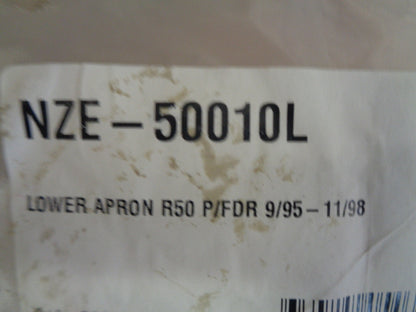 NZE-50010L
LOWER APRON R50 P/FDR 9/95-11/98